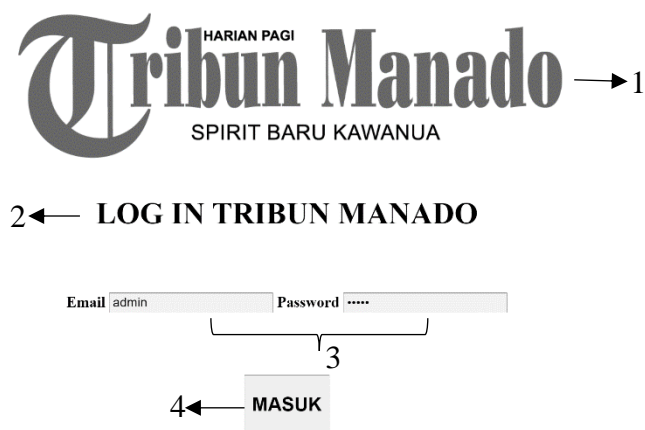 HARIAN PAGI
Tribun Manado
1
SPIRIT BARU KAWANUA
2 LOG IN TRIBUN MANADO
Email admin Password •••••
3
4 MASUK